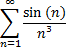 ∞
∑ sin (n) / n³
n=1